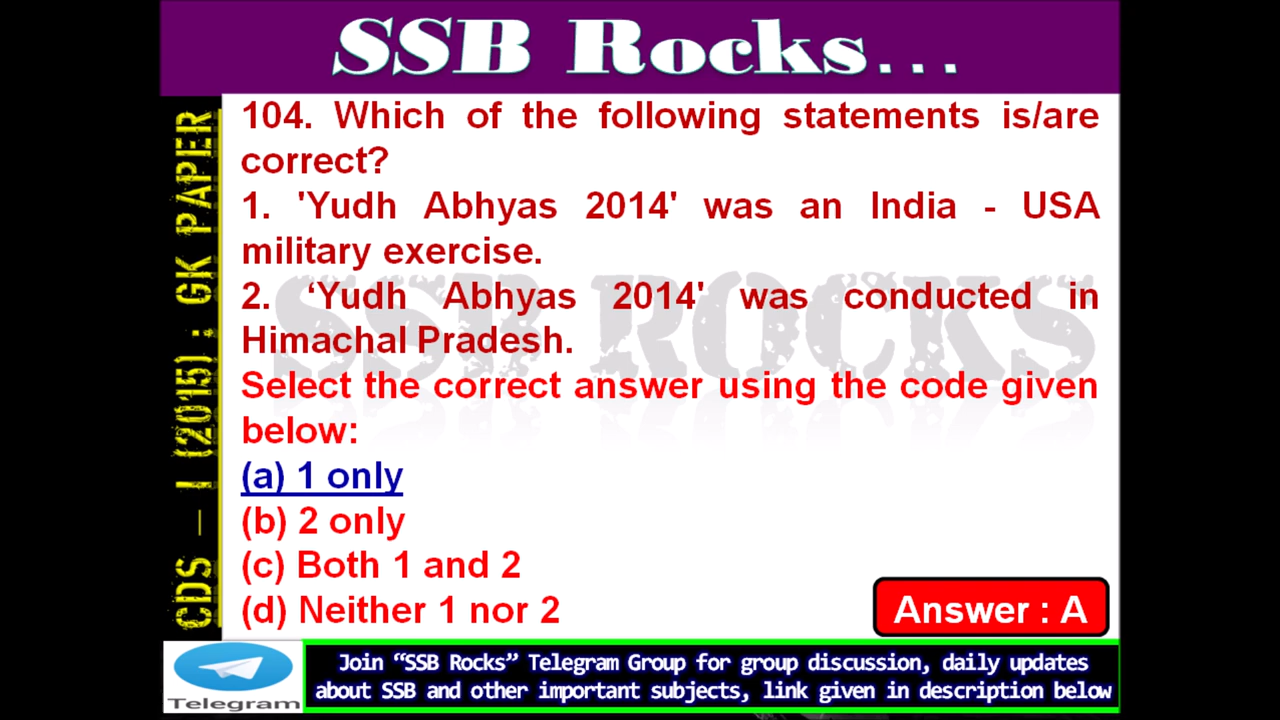 SSB Rocks...
CDS – I (2015) : GK PAPER
104. Which of the following statements is/are
correct?
1. 'Yudh Abhyas 2014' was an India - USA
military exercise.
2. ‘Yudh Abhyas 2014' was conducted in
Himachal Pradesh.
Select the correct answer using the code given
below:
(a) 1 only
(b) 2 only
(c) Both 1 and 2
(d) Neither 1 nor 2
Answer : A
SSB ROCKS
Telegram
Join “SSB Rocks” Telegram Group for group discussion, daily updates
about SSB and other important subjects, link given in description below